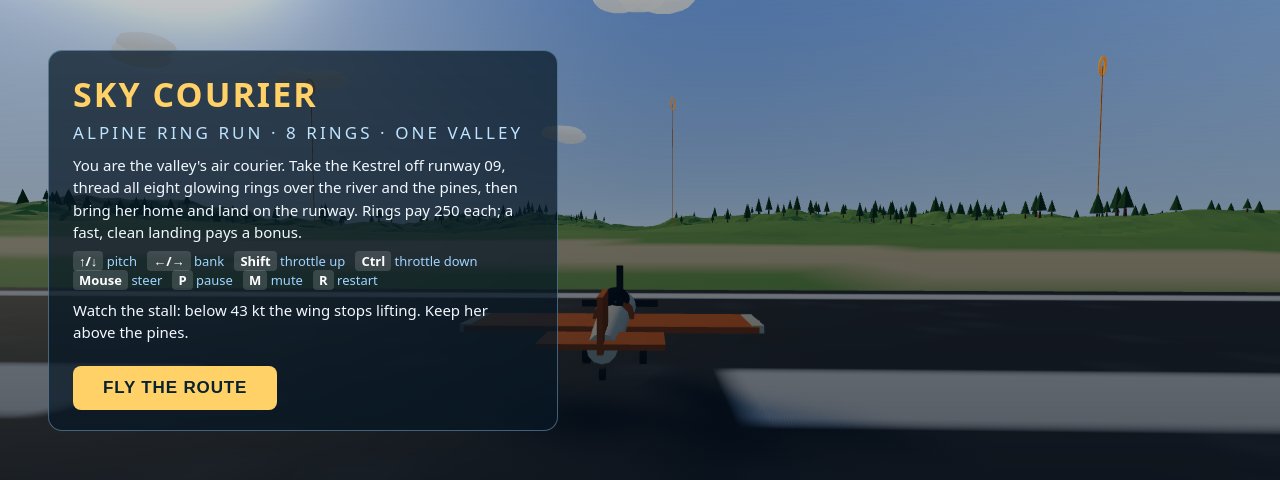 SKY COURIER
ALPINE RING RUN · 8 RINGS · ONE VALLEY
You are the valley's air courier. Take the Kestrel off runway 09,
thread all eight glowing rings over the river and the pines, then
bring her home and land on the runway. Rings pay 250 each; a
fast, clean landing pays a bonus.
↑/↓ pitch ←/→ bank Shift throttle up Ctrl throttle down
Mouse steer P pause M mute R restart
Watch the stall: below 43 kt the wing stops lifting. Keep her
above the pines.
FLY THE ROUTE